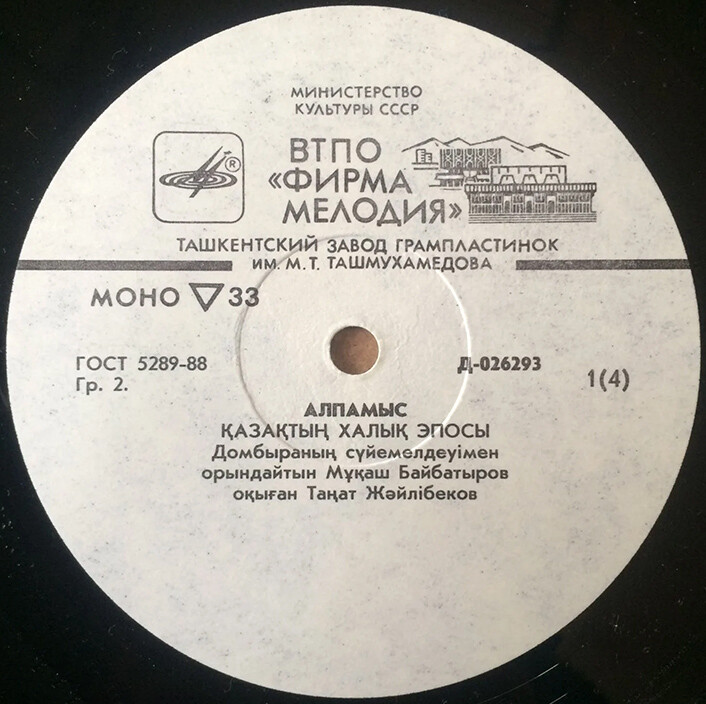 МИНИСТЕРСТВО
КУЛЬТУРЫ СССР
®
ВТПО
«ФИРМА
МЕЛОДИЯ»
ТАШКЕНТСКИЙ ЗАВОД ГРАМПЛАСТИНОК
ИМ. М. Т. ТАШМУХАМЕДОВА
МОНО ▽ 33
ГОСТ 5289-88
Гр. 2.
Д-026293
1(4)
АЛПАМЫС
ҚАЗАҚТЫҢ ХАЛЫҚ ЭПОСЫ
Домбыраның сүйемелдеуімен
орындайтын Мұқаш Байбатыров
оқыған Таңат Жәйлібеков